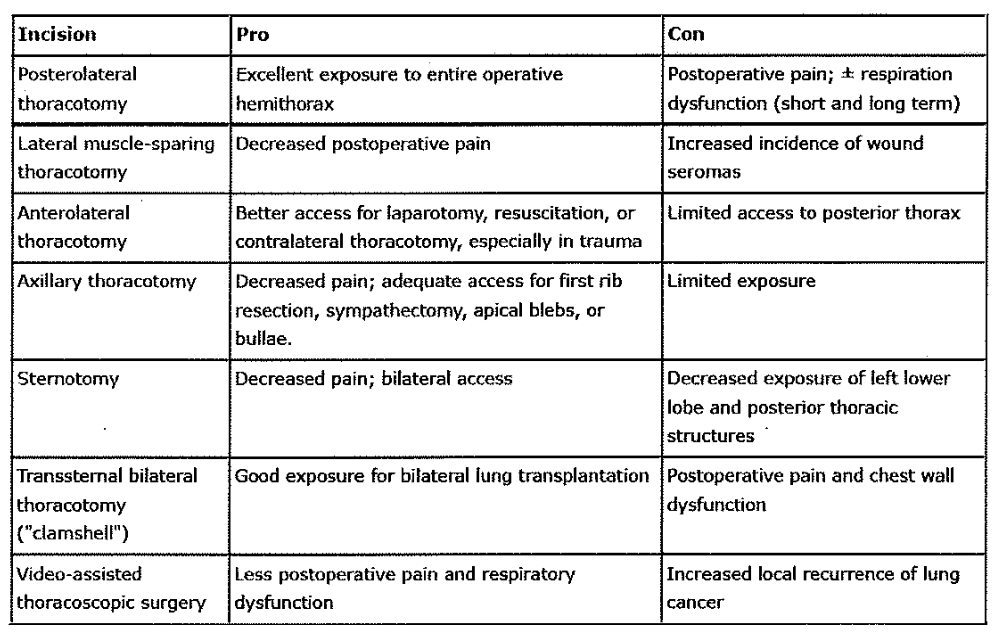 Incision Pro Con
Posterolateral Excellent exposure to entire operative Postoperative pain; ± respiration
thoracotomy hemithorax dysfunction (short and long term)
Lateral muscle-sparing Decreased postoperative pain Increased incidence of wound
thoracotomy seromas
Anterolateral Better access for laparotomy, resuscitation, or Limited access to posterior thorax
thoracotomy contralateral thoracotomy, especially in trauma
Axillary thoracotomy Decreased pain; adequate access for first rib Limited exposure
resection, sympathectomy, apical blebs, or
bullae.
Sternotomy Decreased pain; bilateral access Decreased exposure of left lower
lobe and posterior thoracic
structures
Transsternal bilateral Good exposure for bilateral lung transplantation Postoperative pain and chest wall
thoracotomy dysfunction
("clamshell")
Video-assisted Less postoperative pain and respiratory Increased local recurrence of lung
thoracoscopic surgery dysfunction cancer